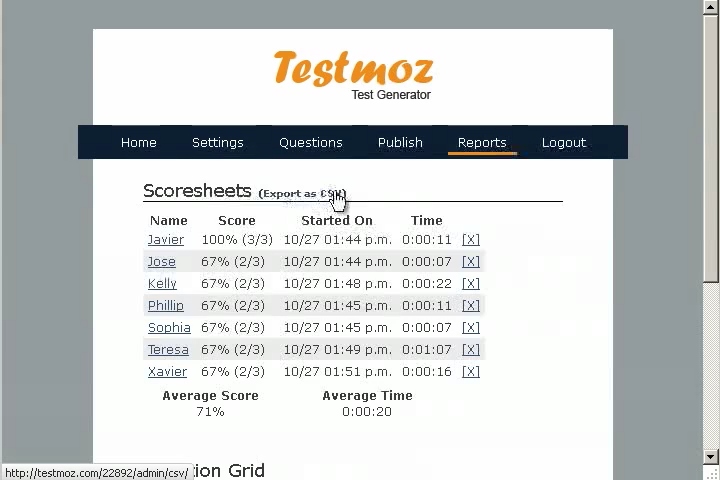 Testmoz
Test Generator
Home Settings Questions Publish Reports Logout
Scoresheets (Export as CSV)
Name Score Started On Time
Javier 100% (3/3) 10/27 01:44 p.m. 0:00:11 [X]
Jose 67% (2/3) 10/27 01:44 p.m. 0:00:07 [X]
Kelly 67% (2/3) 10/27 01:48 p.m. 0:00:22 [X]
Phillip 67% (2/3) 10/27 01:45 p.m. 0:00:11 [X]
Sophia 67% (2/3) 10/27 01:45 p.m. 0:00:07 [X]
Teresa 67% (2/3) 10/27 01:49 p.m. 0:01:07 [X]
Xavier 67% (2/3) 10/27 01:51 p.m. 0:00:16 [X]
Average Score Average Time
71% 0:00:20
ion Grid
http://testmoz.com/22892/admin/csv/